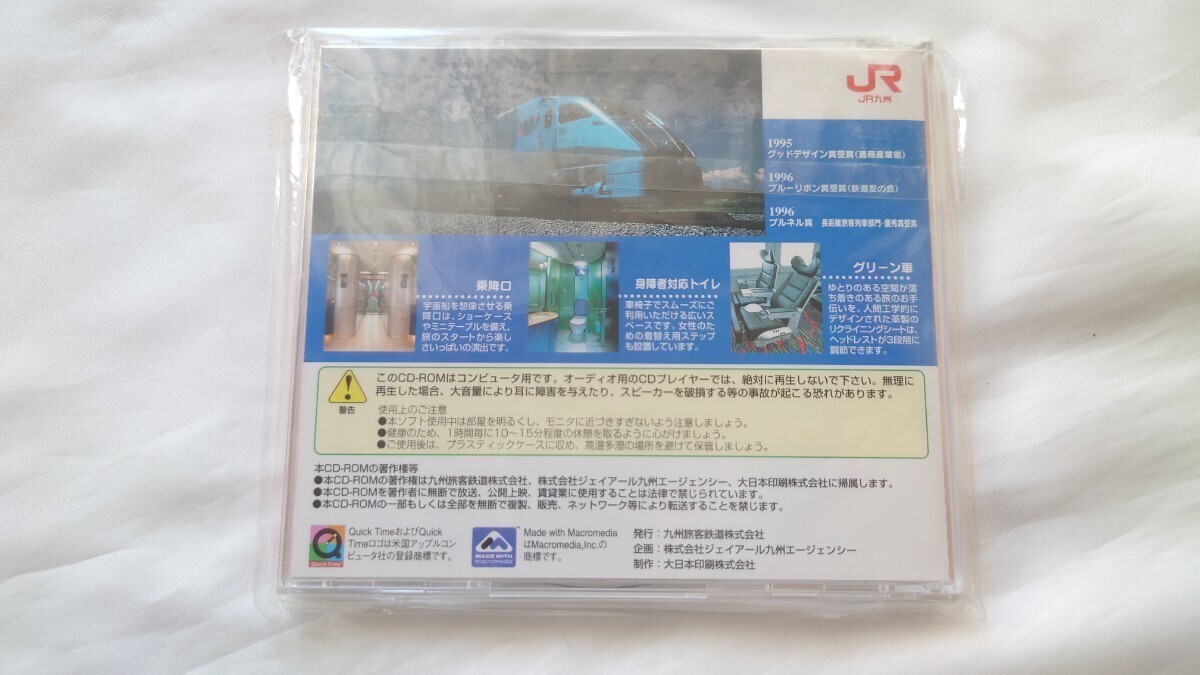 JR
JR九州
1995
グッドデザイン賞受賞(通商産業省)
1996
ブルーリボン賞受賞(鉄道友の会)
1996
ブルネル賞 長距離旅客列車部門・優秀賞受賞
乗降口
宇宙船を想像させる乗
降口は、ショーケース
やミニテーブルを備え、
旅のスタートから楽し
さいっぱいの演出です。
身障者対応トイレ
車椅子でスムーズにご
利用いただける広いス
ペースです。女性のた
めの着替え用ステップ
も設置しています。
グリーン車
ゆとりのある空間が落
ち着きのある旅のお手
伝いを。人間工学的に
デザインされた革製の
リクライニングシートは、
ヘッドレストが3段階に
調節できます。
警告
このCD-ROMはコンピュータ用です。オーディオ用のCDプレイヤーでは、絶対に再生しないで下さい。無理に
再生した場合、大音量により耳に障害を与えたり、スピーカーを破損する等の事故が起こる恐れがあります。
使用上のご注意
●本ソフト使用中は部屋を明るくし、モニタに近づきすぎないよう注意しましょう。
●健康のため、1時間毎に10〜15分程度の休憩を取るように心がけましょう。
●ご使用後は、プラスティックケースに収め、高温多湿の場所を避けて保管しましょう。
本CD-ROMの著作権等
●本CD-ROMの著作権は九州旅客鉄道株式会社、株式会社ジェイアール九州エージェンシー、大日本印刷株式会社に帰属します。
●本CD-ROMを著作者に無断で放送、公開上映、賃貸業に使用することは法律で禁じられています。
●本CD-ROMの一部もしくは全部を無断で複製、販売、ネットワーク等により転送することを禁じます。
Quick Time
Quick TimeおよびQuick
Timeロゴは米国アップルコン
ピュータ社の登録商標です。
MADE WITH
macromedia
Made with Macromedia
はMacromedia,Inc.の
商標です。
発行：九州旅客鉄道株式会社
企画：株式会社ジェイアール九州エージェンシー
制作：大日本印刷株式会社